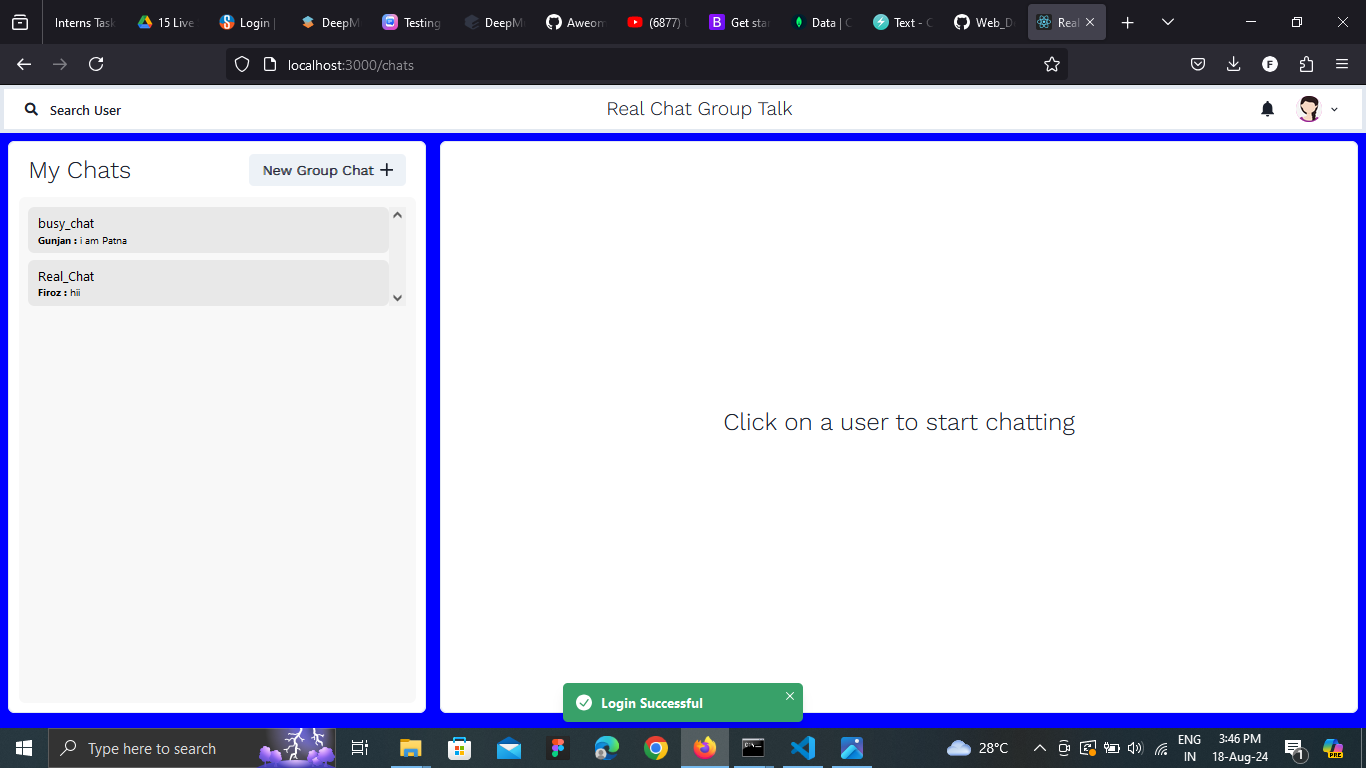 Interns Task
15 Live
Login |
DeepM
Testing
DeepM
Aweom
(6877)
Get star
Data | C
Text - C
Web_D
Real
localhost:3000/chats
F
Search User
Real Chat Group Talk
My Chats
New Group Chat +
busy_chat
Gunjan : i am Patna
Real_Chat
Firoz : hii
Click on a user to start chatting
Login Successful
Type here to search
28°C
ENG
IN
3:46 PM
18-Aug-24
1
PRE